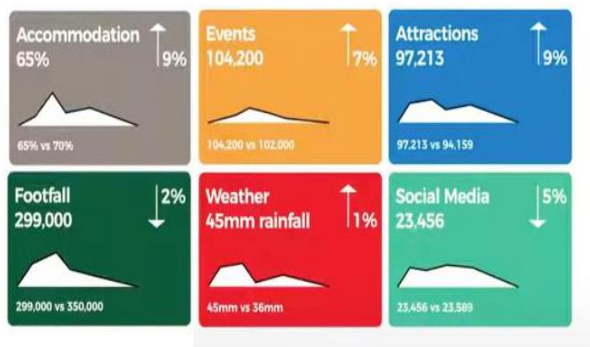 Accommodation
65%
9%
65% vs 70%
Events
104,200
7%
104,200 vs 102,000
Attractions
97,213
9%
97,213 vs 94,159
Footfall
299,000
2%
299,000 vs 350,000
Weather
45mm rainfall
1%
45mm vs 36mm
Social Media
23,456
5%
23,456 vs 23,589